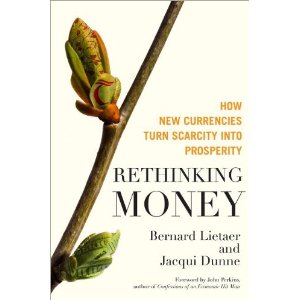 HOW
NEW CURRENCIES
TURN SCARCITY INTO
PROSPERITY
RETHINKING
MONEY
Bernard Lietaer
and
Jacqui Dunne
Foreword by John Perkins,
author of Confessions of an Economic Hit Man